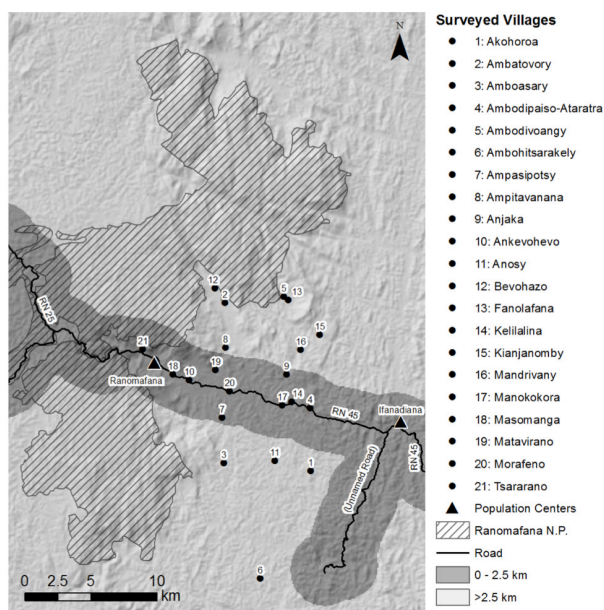 N
12
2
5
13
15
16
8
21
19
9
18
10
20
17
14
4
7
3
11
1
6
RN 25
Ranomafana
RN 45
Ifanadiana
RN 45
(Unnamed Road)
0 2.5 5 10
km
Surveyed Villages
1: Akohoroa
2: Ambatovory
3: Amboasary
4: Ambodipaiso-Ataratra
5: Ambodivoangy
6: Ambohitsarakely
7: Ampasipotsy
8: Ampitavanana
9: Anjaka
10: Ankevohevo
11: Anosy
12: Bevohazo
13: Fanolafana
14: Kelilalina
15: Kianjanomby
16: Mandrivany
17: Manokokora
18: Masomanga
19: Matavirano
20: Morafeno
21: Tsararano
Population Centers
Ranomafana N.P.
Road
0 - 2.5 km
>2.5 km